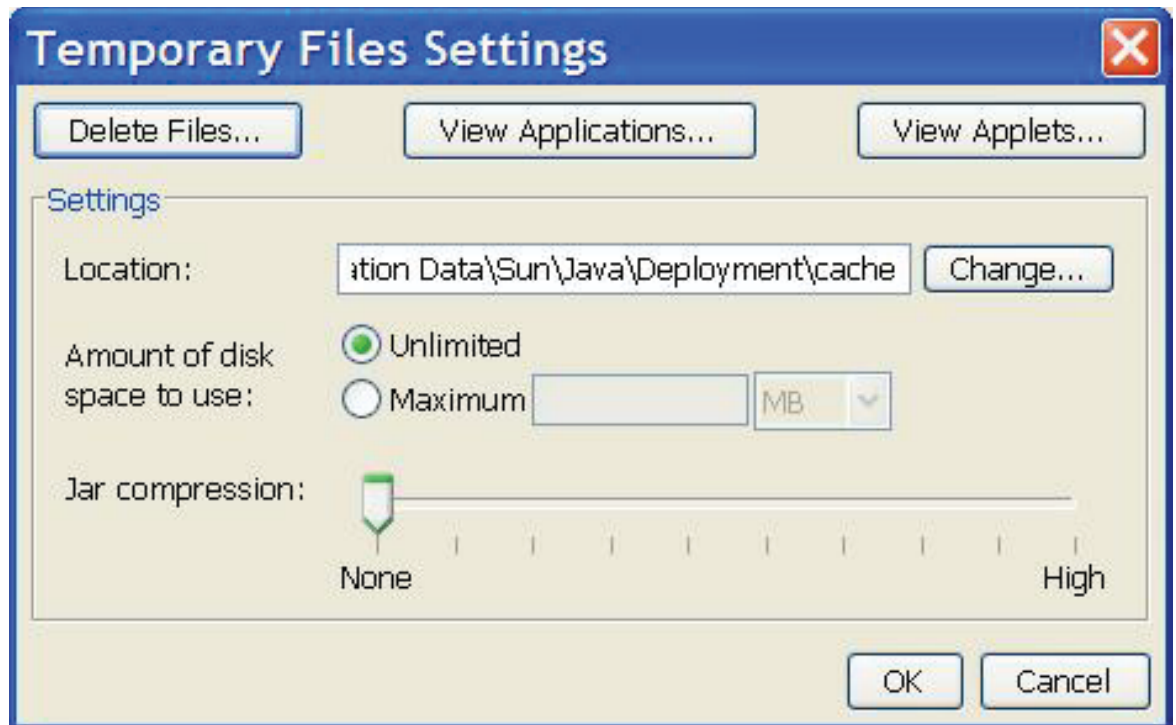 Temporary Files Settings
Delete Files... View Applications... View Applets...
Settings
Location: ation Data\Sun\Java\Deployment\cache Change...
Amount of disk
space to use:
Unlimited
Maximum MB
Jar compression:
None High
OK Cancel